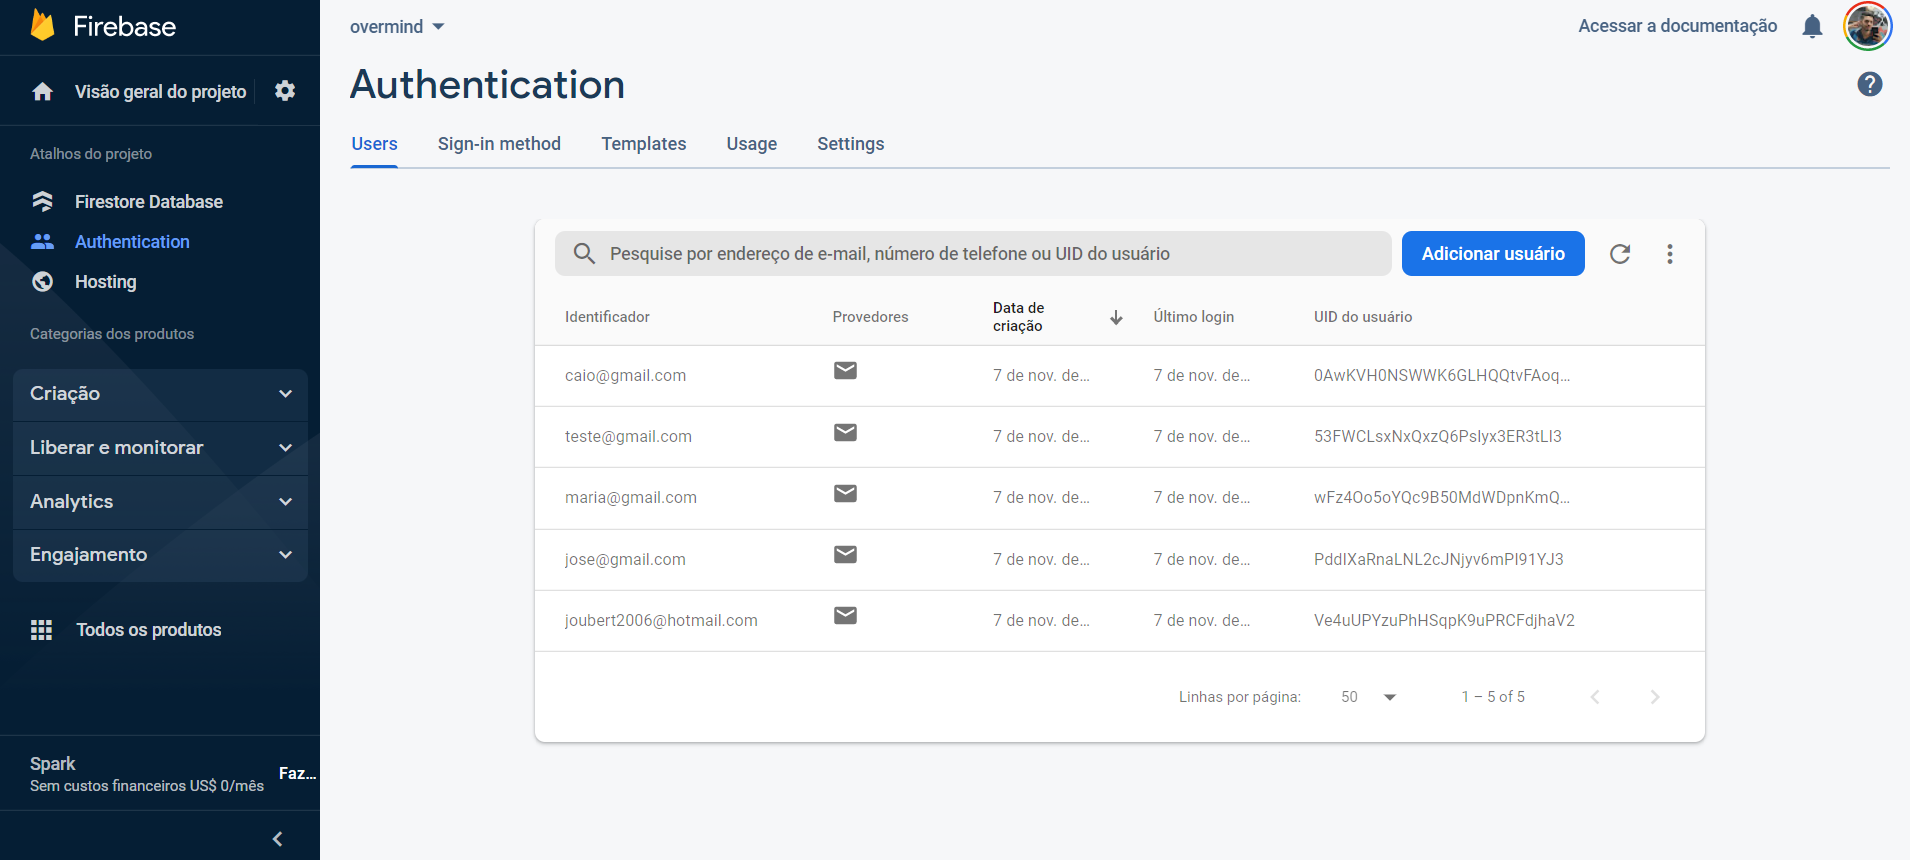 Firebase
Visão geral do projeto
Atalhos do projeto
Firestore Database
Authentication
Hosting
Categorias dos produtos
Criação
Liberar e monitorar
Analytics
Engajamento
Todos os produtos
Spark
Sem custos financeiros US$ 0/mês
Faz...
overmind
Acessar a documentação
Authentication
Users Sign-in method Templates Usage Settings
Pesquise por endereço de e-mail, número de telefone ou UID do usuário
Adicionar usuário
Identificador Provedores Data de criação Último login UID do usuário
caio@gmail.com 7 de nov. de... 7 de nov. de... 0AwKVH0NSWWK6GLHQQtvFAoq...
teste@gmail.com 7 de nov. de... 7 de nov. de... 53FWCLsxNxQxzQ6PsIyx3ER3tLI3
maria@gmail.com 7 de nov. de... 7 de nov. de... wFz4Oo5oYQc9B50MdWDpnKmQ...
jose@gmail.com 7 de nov. de... 7 de nov. de... PddIXaRnaLNL2cJNjyv6mPI91YJ3
joubert2006@hotmail.com 7 de nov. de... 7 de nov. de... Ve4uUPYzuPhHSqpK9uPRCFdjhaV2
Linhas por página: 50 1 – 5 of 5